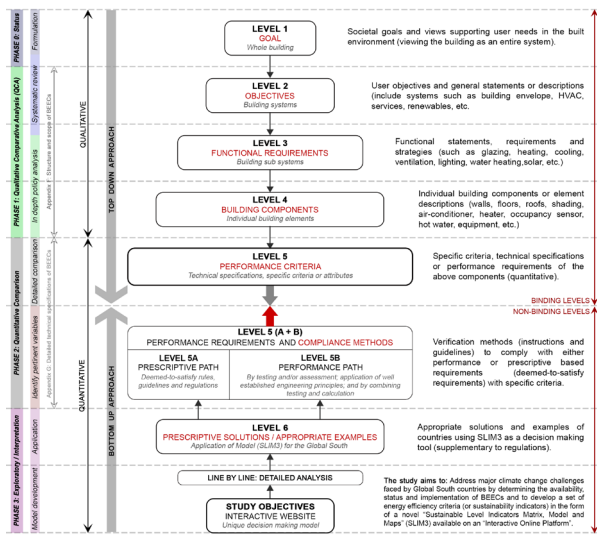 PHASE 0: Status
Formulation
LEVEL 1
GOAL
Whole building
Societal goals and views supporting user needs in the built
environment (viewing the building as an entire system).
PHASE 1: Qualitative Comparative Analysis (QCA)
Systematic review
In depth policy analysis
Appendix F: Structure and scope of BEECs
QUALITATIVE
TOP DOWN APPROACH
LEVEL 2
OBJECTIVES
Building systems
User objectives and general statements or descriptions
(include systems such as building envelope, HVAC,
services, renewables, etc.
LEVEL 3
FUNCTIONAL REQUIREMENTS
Building sub systems
Functional statements, requirements and
strategies (such as glazing, heating, cooling,
ventilation, lighting, water heating,solar, etc.)
LEVEL 4
BUILDING COMPONENTS
Individual building elements
Individual building components or element
descriptions (walls, floors, roofs, shading,
air-conditioner, heater, occupancy sensor,
hot water, equipment, etc.)
PHASE 2: Quantitative Comparison
Detailed comparison
Identify pertinent variables
Appendix G: Detailed technical specifications of BEECs
QUANTITATIVE
LEVEL 5
PERFORMANCE CRITERIA
Technical specifications, specific criteria or attributes
Specific criteria, technical specifications
or performance requirements of the
above components (quantitative).
BINDING LEVELS
NON-BINDING LEVELS
BOTTOM UP APPROACH
LEVEL 5 (A + B)
PERFORMANCE REQUIREMENTS and COMPLIANCE METHODS
LEVEL 5A
PRESCRIPTIVE PATH
Deemed-to-satisfy rules,
guidelines and regulations
LEVEL 5B
PERFORMANCE PATH
By testing and/or assessment; application of well
established engineering principles; and by combining
testing and calculation
Verification methods (instructions and
guidelines) to comply with either
performance or prescriptive based
requirements (deemed-to-satisfy
requirements) with specific criteria.
PHASE 3: Exploratory / Interpretation
Application
Model development
LEVEL 6
PRESCRIPTIVE SOLUTIONS / APPROPRIATE EXAMPLES
Application of Model (SLIM3) for the Global South
Appropriate solutions and examples of
countries using SLIM3 as a decision making
tool (supplementary to regulations).
LINE BY LINE: DETAILED ANALYSIS
STUDY OBJECTIVES
INTERACTIVE WEBSITE
Unique decision making model
The study aims to: Address major climate change challenges
faced by Global South countries by determining the availability,
status and implementation of BEECs and to develop a set of
energy efficiency criteria (or sustainability indicators) in the form
of a novel "Sustainable Level Indicators Matrix, Model and
Maps" (SLIM3) available on an "Interactive Online Platform".